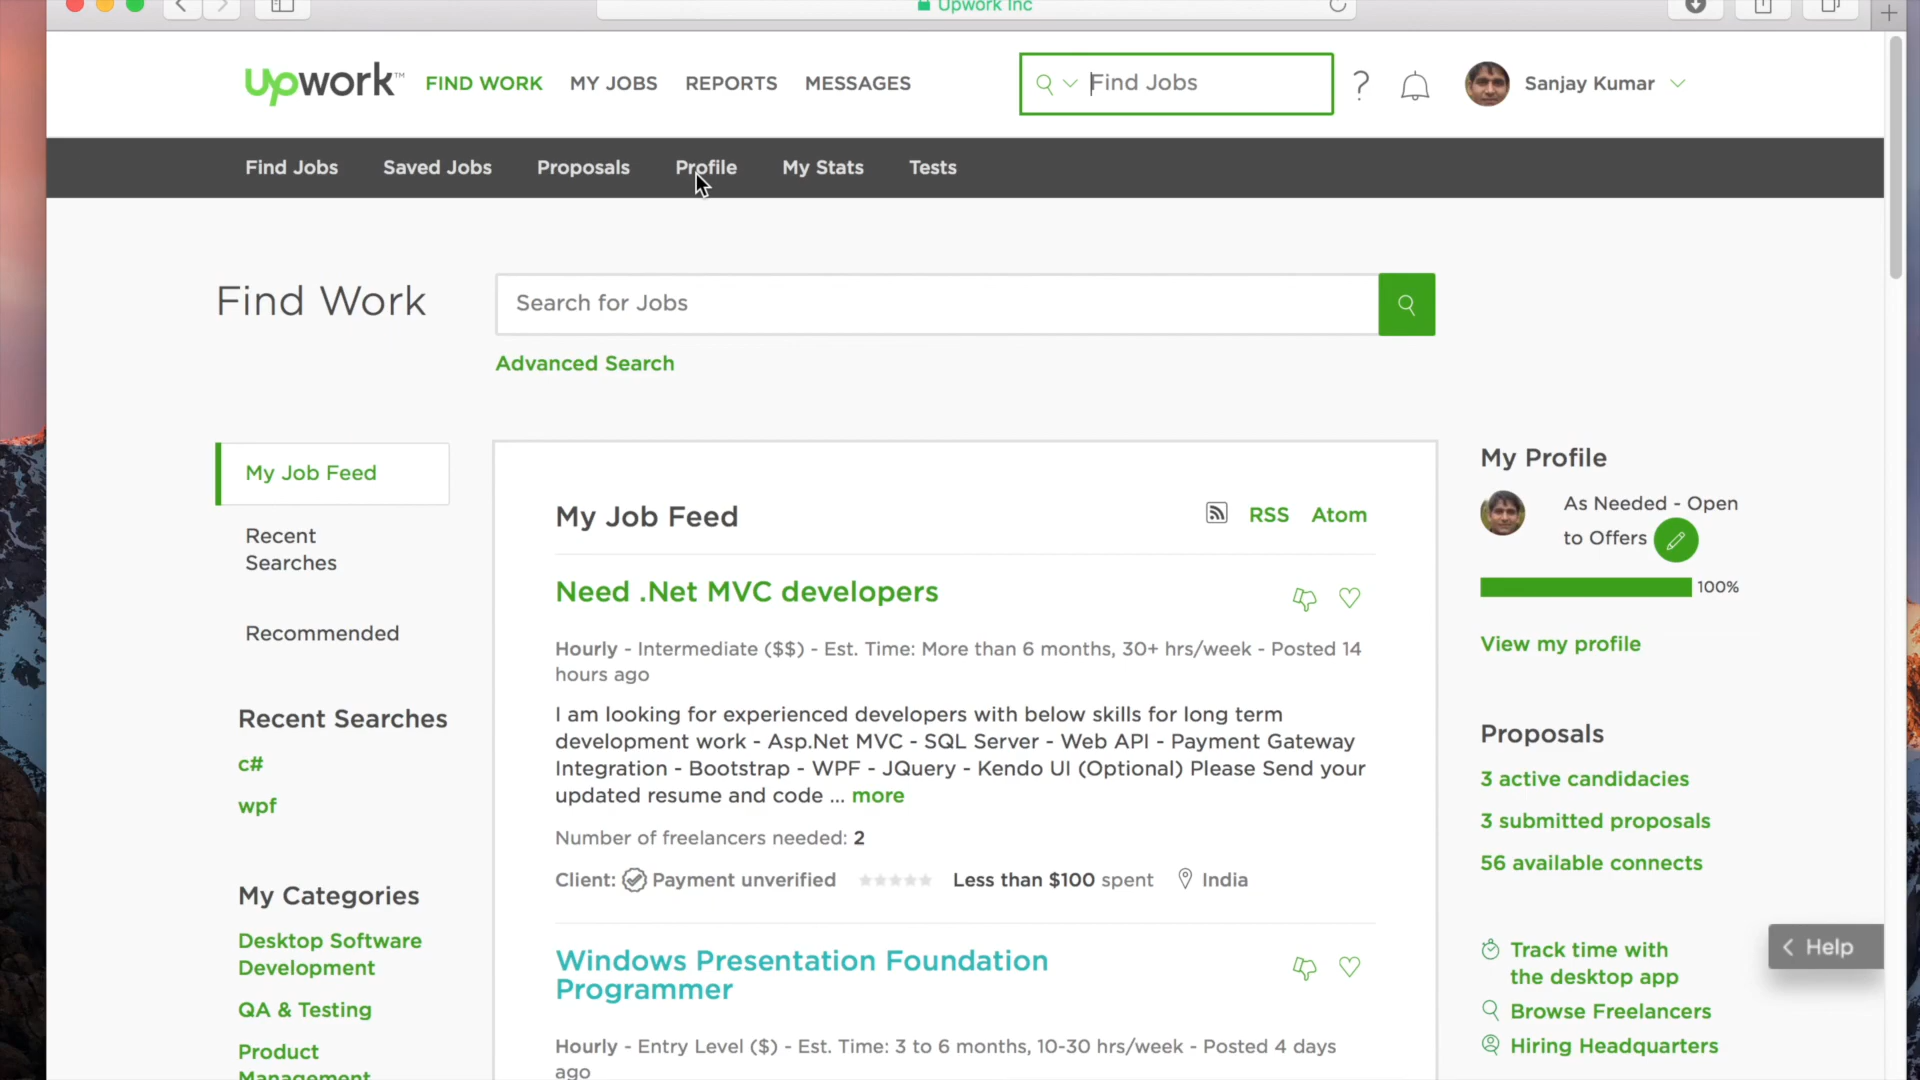 Upwork Inc
upwork™ FIND WORK MY JOBS REPORTS MESSAGES Find Jobs ? Sanjay Kumar
Find Jobs Saved Jobs Proposals Profile My Stats Tests
Find Work
Search for Jobs
Advanced Search
My Job Feed
Recent
Searches
Recommended
Recent Searches
c#
wpf
My Categories
Desktop Software
Development
QA & Testing
Product
Management
My Job Feed RSS Atom
Need .Net MVC developers
Hourly - Intermediate ($$) - Est. Time: More than 6 months, 30+ hrs/week - Posted 14
hours ago
I am looking for experienced developers with below skills for long term
development work - Asp.Net MVC - SQL Server - Web API - Payment Gateway
Integration - Bootstrap - WPF - JQuery - Kendo UI (Optional) Please Send your
updated resume and code ... more
Number of freelancers needed: 2
Client: Payment unverified Less than $100 spent India
Windows Presentation Foundation
Programmer
Hourly - Entry Level ($) - Est. Time: 3 to 6 months, 10-30 hrs/week - Posted 4 days
ago
My Profile
As Needed - Open
to Offers
100%
View my profile
Proposals
3 active candidacies
3 submitted proposals
56 available connects
Help
Track time with
the desktop app
Browse Freelancers
Hiring Headquarters